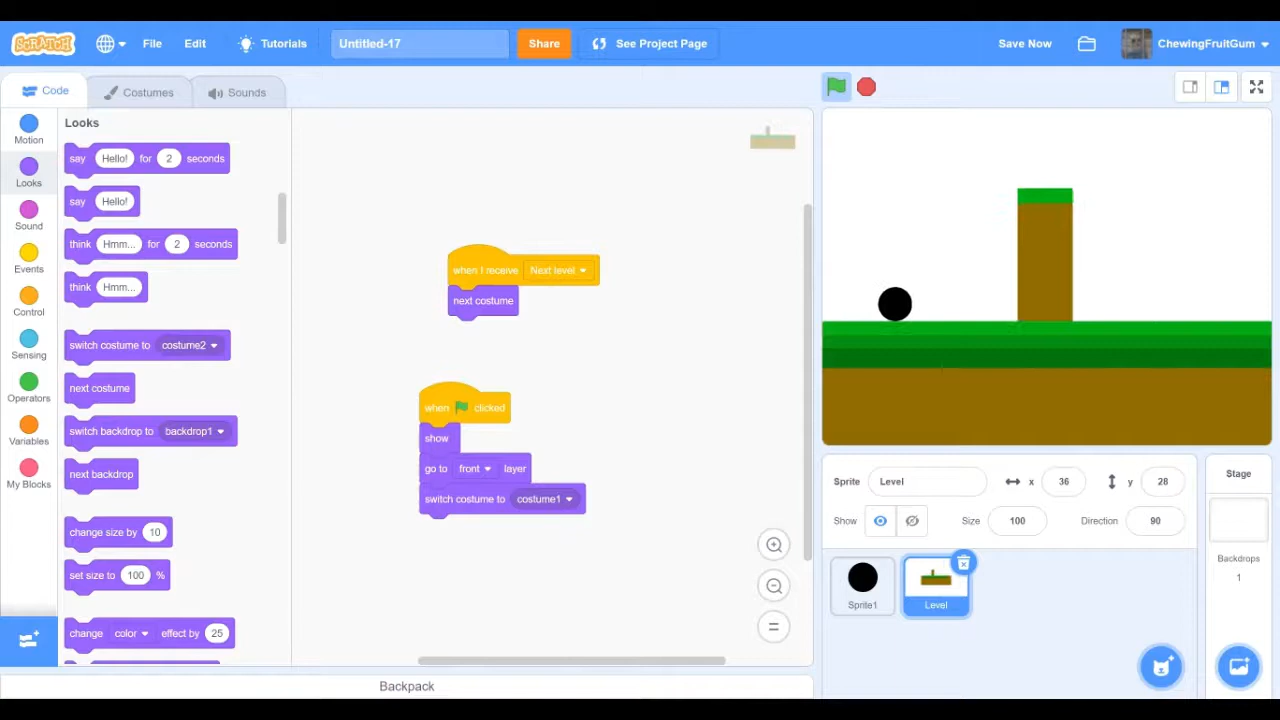 SCRATCH
File
Edit
Tutorials
Untitled-17
Share
See Project Page
Save Now
ChewingFruitGum
Code
Costumes
Sounds
Motion
Looks
Sound
Events
Control
Sensing
Operators
Variables
My Blocks
Looks
say Hello! for 2 seconds
say Hello!
think Hmm... for 2 seconds
think Hmm...
switch costume to costume2
next costume
switch backdrop to backdrop1
next backdrop
change size by 10
set size to 100 %
change color effect by 25
when I receive Next level
next costume
when clicked
show
go to front layer
switch costume to costume1
Backpack
Sprite Level x 36 y 28
Show Size 100 Direction 90
Sprite1
Level
Stage
Backdrops
1